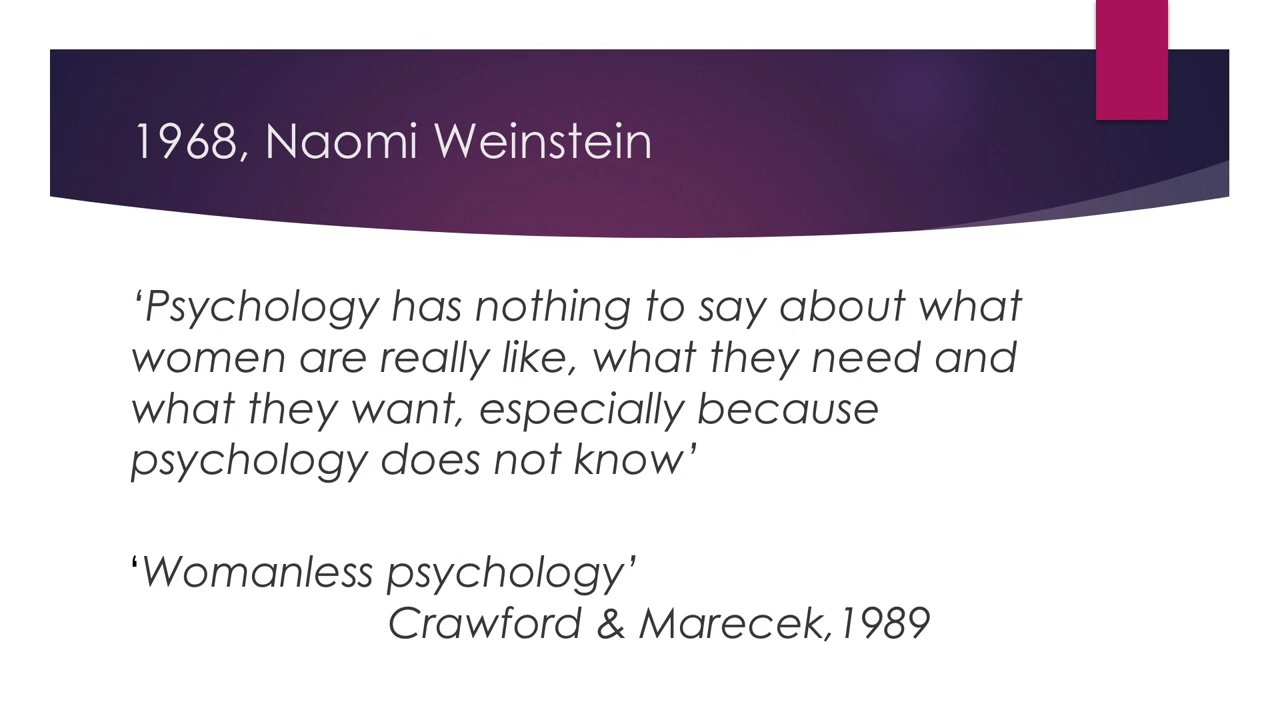 1968, Naomi Weinstein
‘Psychology has nothing to say about what
women are really like, what they need and
what they want, especially because
psychology does not know’
‘Womanless psychology’
Crawford & Marecek,1989